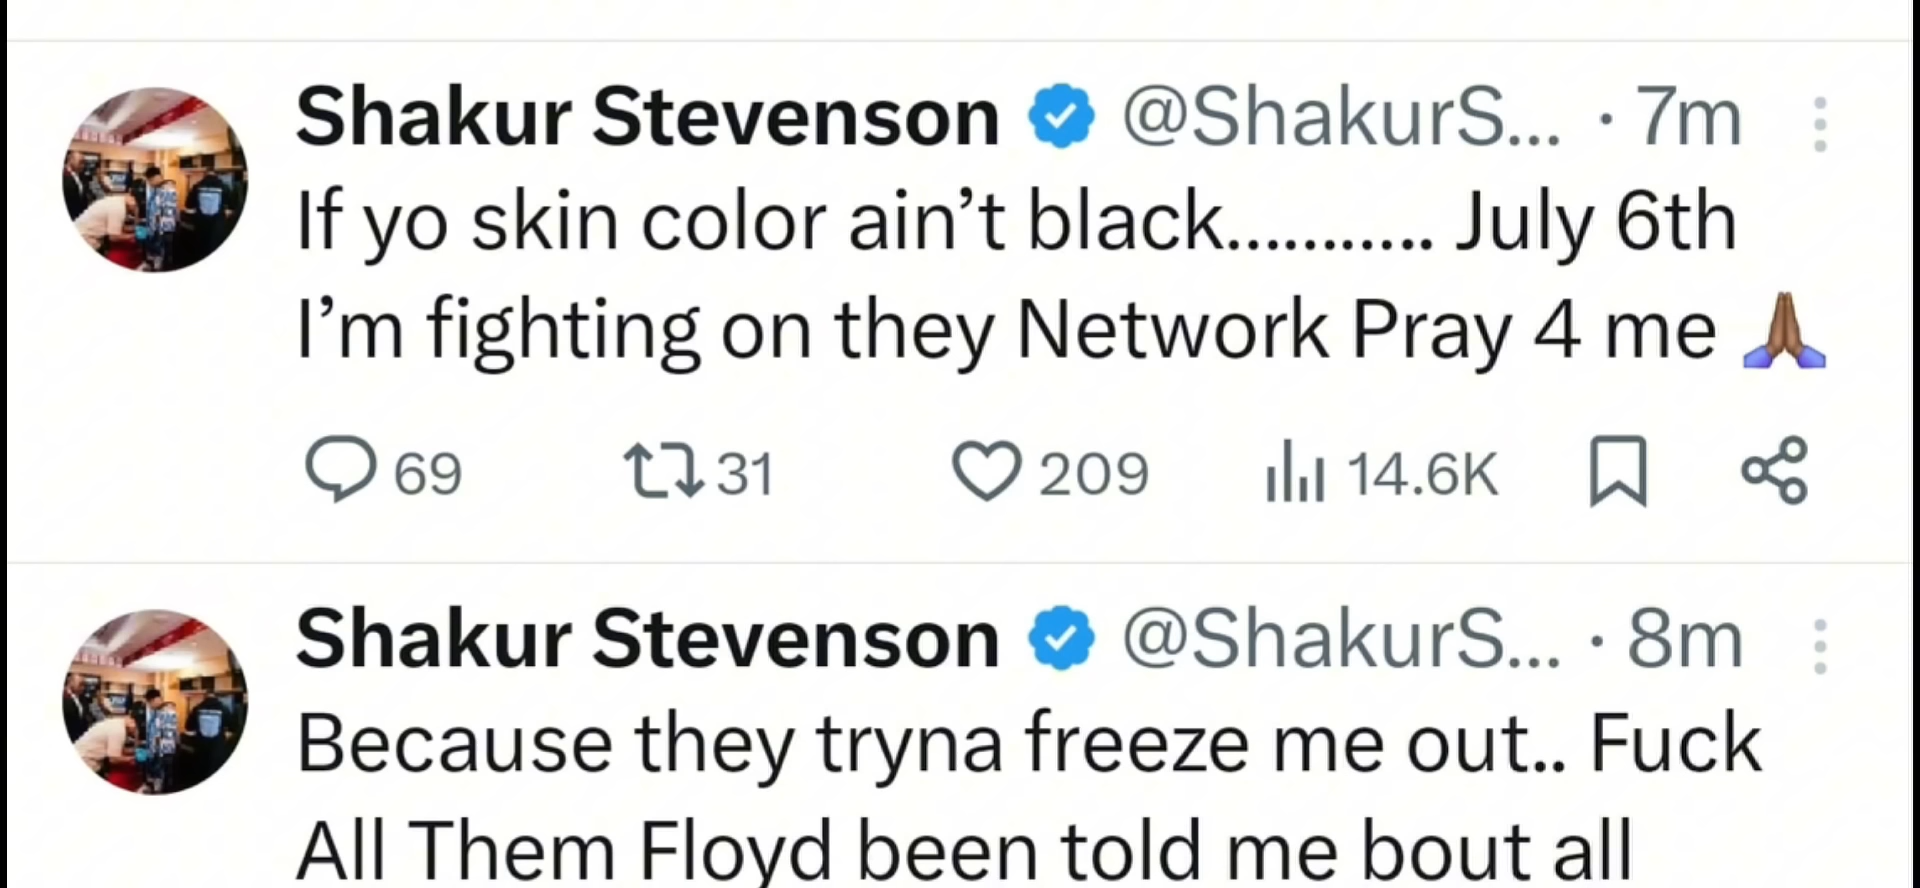 Shakur Stevenson @ShakurS... · 7m
If yo skin color ain’t black........... July 6th
I’m fighting on they Network Pray 4 me 🙏🏾
69 31 209 14.6K
Shakur Stevenson @ShakurS... · 8m
Because they tryna freeze me out.. Fuck
All Them Floyd been told me bout all